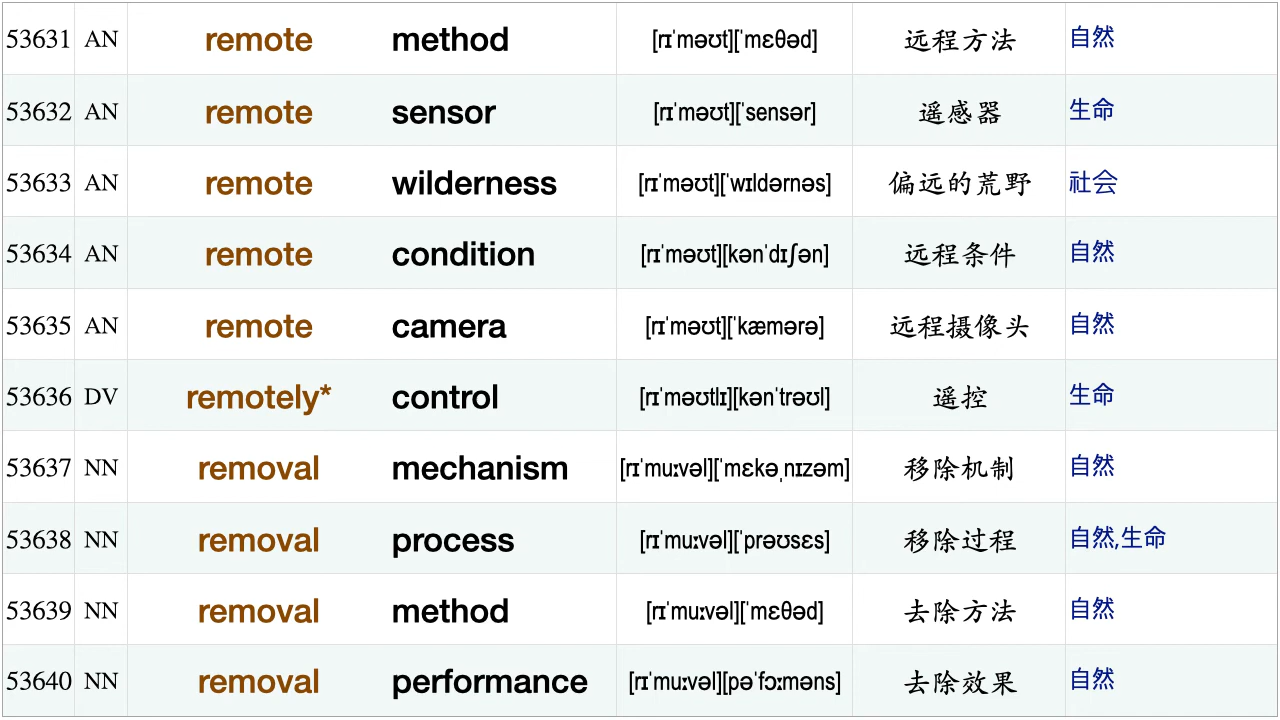 53631 AN remote method [rɪˈməʊt][ˈmɛθəd] 远程方法 自然
53632 AN remote sensor [rɪˈməʊt][ˈsensər] 遥感器 生命
53633 AN remote wilderness [rɪˈməʊt][ˈwɪldərnəs] 偏远的荒野 社会
53634 AN remote condition [rɪˈməʊt][kənˈdɪʃən] 远程条件 自然
53635 AN remote camera [rɪˈməʊt][ˈkæmərə] 远程摄像头 自然
53636 DV remotely* control [rɪˈməʊtlɪ][kənˈtrəʊl] 遥控 生命
53637 NN removal mechanism [rɪˈmuːvəl][ˈmɛkəˌnɪzəm] 移除机制 自然
53638 NN removal process [rɪˈmuːvəl][ˈprəʊsɛs] 移除过程 自然,生命
53639 NN removal method [rɪˈmuːvəl][ˈmɛθəd] 去除方法 自然
53640 NN removal performance [rɪˈmuːvəl][pəˈfɔːməns] 去除效果 自然